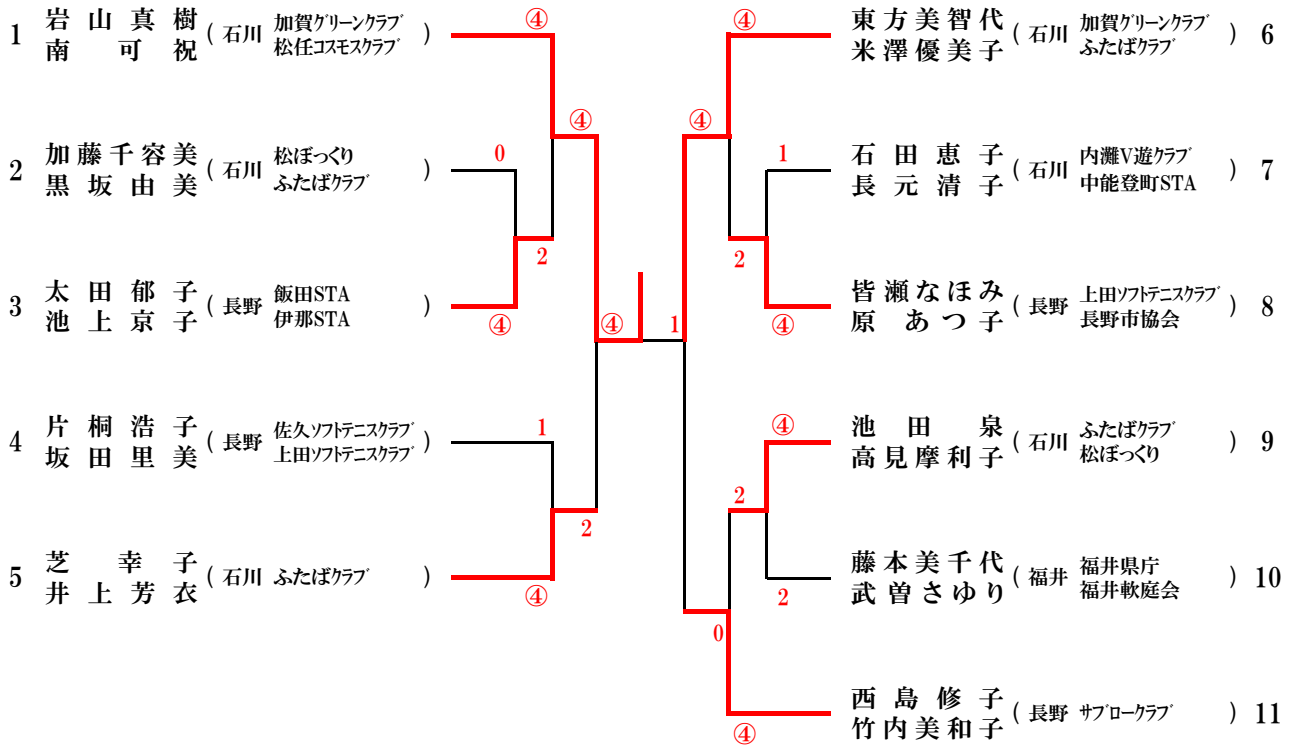 1 岩山真樹 ( 石川 加賀グリーンクラブ )
南可祝 松任コスモスクラブ
④
2 加藤千容美 ( 石川 松ぼっくり )
黒坂由美 ふたばクラブ
0
④
2
3 太田郁子 ( 長野 飯田STA )
池上京子 伊那STA
④
④
4 片桐浩子 ( 長野 佐久ソフトテニスクラブ )
坂田里美 上田ソフトテニスクラブ
1
2
5 芝幸子 ( 石川 ふたばクラブ )
井上芳衣
④
④
東方美智代 ( 石川 加賀グリーンクラブ ) 6
米澤優美子 ふたばクラブ
④
1
石田恵子 ( 石川 内灘V遊クラブ ) 7
長元清子 中能登町STA
2
1
皆瀬なほみ ( 長野 上田ソフトテニスクラブ ) 8
原あつ子 長野市協会
④
④
池田泉 ( 石川 ふたばクラブ ) 9
高見摩利子 松ぼっくり
2
藤本美千代 ( 福井 福井県庁 ) 10
武曽さゆり 福井軟庭会
2
0
西島修子 ( 長野 サブロークラブ ) 11
竹内美和子
④